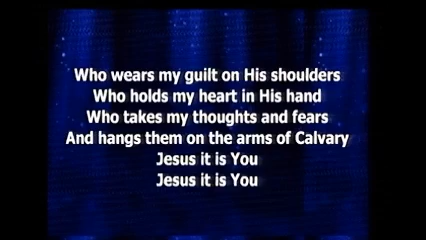 Who wears my guilt on His shoulders
Who holds my heart in His hand
Who takes my thoughts and fears
And hangs them on the arms of Calvary
Jesus it is You
Jesus it is You